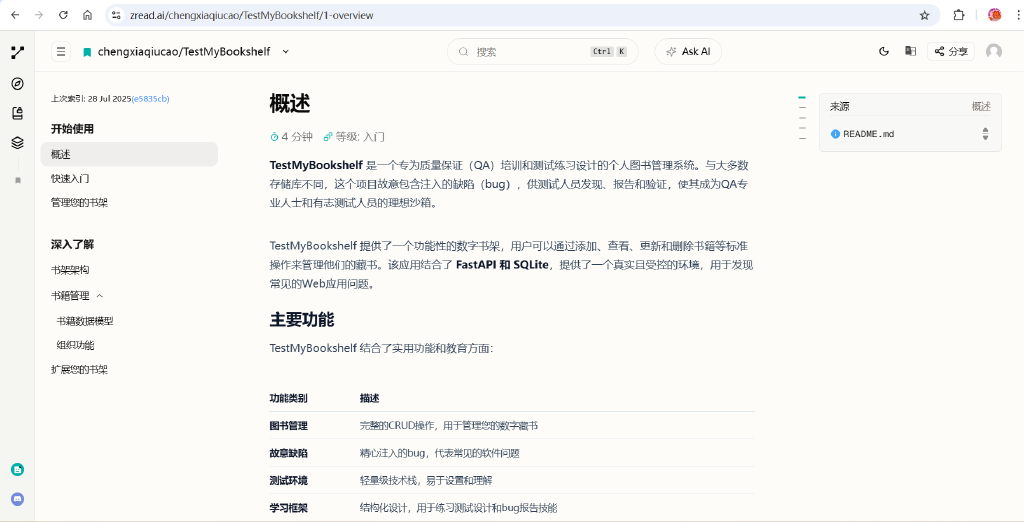 zread.ai/chengxiaqiucao/TestMyBookshelf/1-overview
chengxiaqiucao/TestMyBookshelf
搜索
Ctrl K
Ask AI
分享
上次索引: 28 Jul 2025(e5835cb)
开始使用
概述
快速入门
管理您的书架
深入了解
书架架构
书籍管理
书籍数据模型
组织功能
扩展您的书架
概述
4 分钟 等级: 入门
TestMyBookshelf 是一个专为质量保证（QA）培训和测试练习设计的个人图书管理系统。与大多数
存储库不同，这个项目故意包含注入的缺陷（bug），供测试人员发现、报告和验证，使其成为QA专
业人士和有志测试人员的理想沙箱。
TestMyBookshelf 提供了一个功能性的数字书架，用户可以通过添加、查看、更新和删除书籍等标准
操作来管理他们的藏书。该应用结合了 FastAPI 和 SQLite，提供了一个真实且受控的环境，用于发现
常见的Web应用问题。
主要功能
TestMyBookshelf 结合了实用功能和教育方面：
功能类别 描述
图书管理 完整的CRUD操作，用于管理您的数字藏书
故意缺陷 精心注入的bug，代表常见的软件问题
测试环境 轻量级技术栈，易于设置和理解
学习框架 结构化设计，用于练习测试设计和bug报告技能
来源 概述
README.md